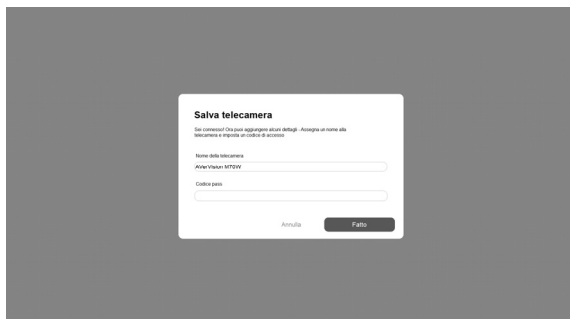 Salva telecamera
Sei connesso! Ora puoi aggiungere alcuni dettagli - Assegna un nome alla
telecamera e imposta un codice di accesso
Nome della telecamera
AVerVision M70W
Codice pass
Annulla
Fatto